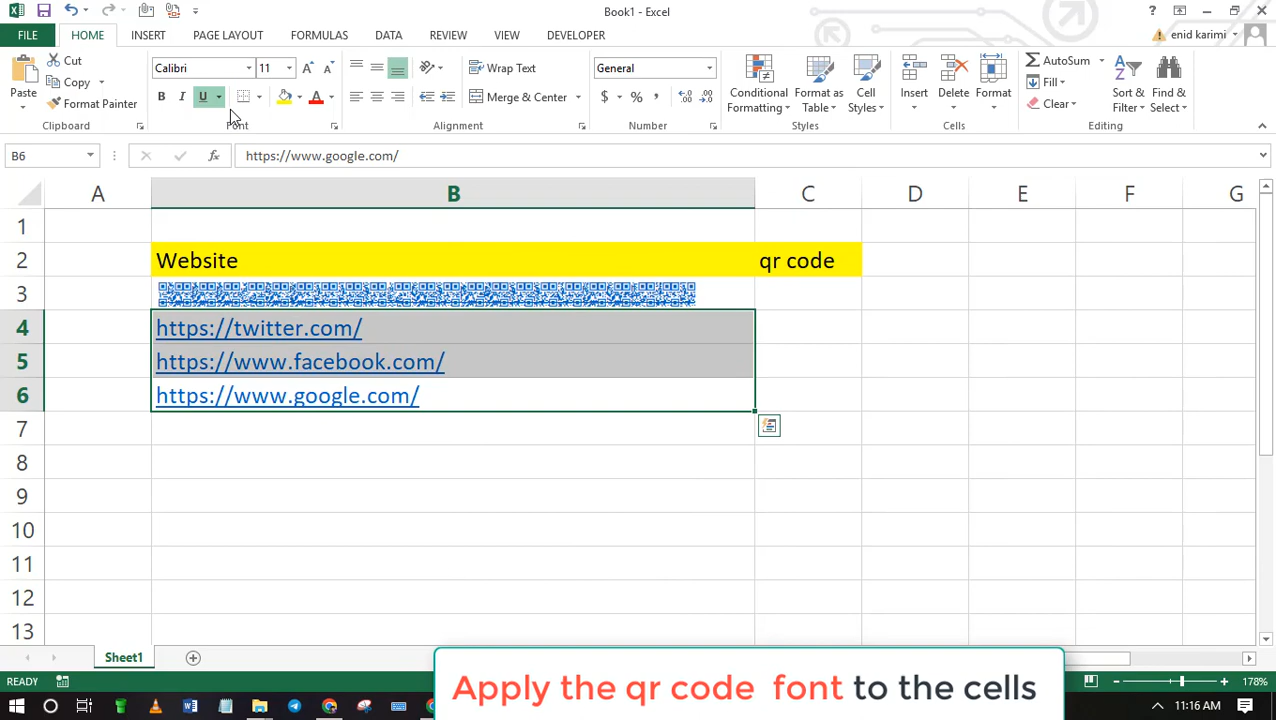 Book1 - Excel
?
FILE HOME INSERT PAGE LAYOUT FORMULAS DATA REVIEW VIEW DEVELOPER enid karimi
Paste Cut Copy Format Painter Clipboard
Calibri 11 B I U A Font
Wrap Text Merge & Center Alignment
General $ % , Number
Conditional Formatting Format as Table Cell Styles Styles
Insert Delete Format Cells
AutoSum Fill Clear Sort & Filter Find & Select Editing
B6 fx https://www.google.com/
A B C D E F G
1
2 Website qr code
3
4 https://twitter.com/
5 https://www.facebook.com/
6 https://www.google.com/
7
8
9
10
11
12
13
Sheet1
READY 178%
Apply the qr code font to the cells
11:16 AM